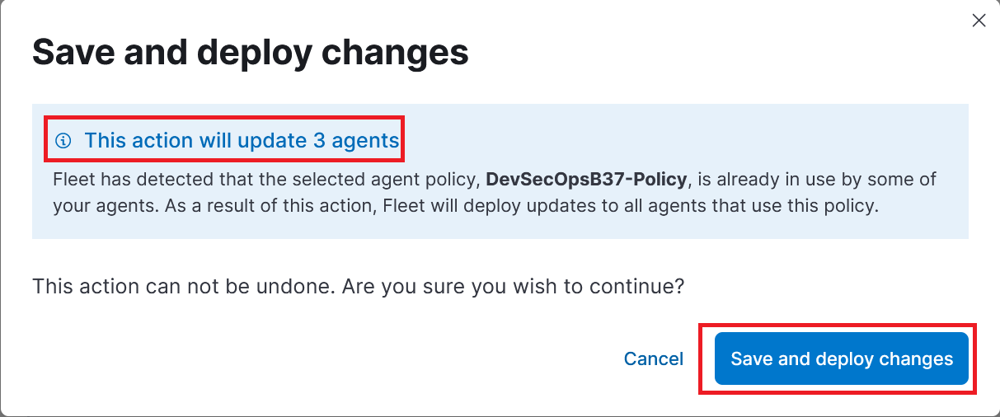 Save and deploy changes
This action will update 3 agents
Fleet has detected that the selected agent policy, DevSecOpsB37-Policy, is already in use by some of
your agents. As a result of this action, Fleet will deploy updates to all agents that use this policy.
This action can not be undone. Are you sure you wish to continue?
Cancel
Save and deploy changes